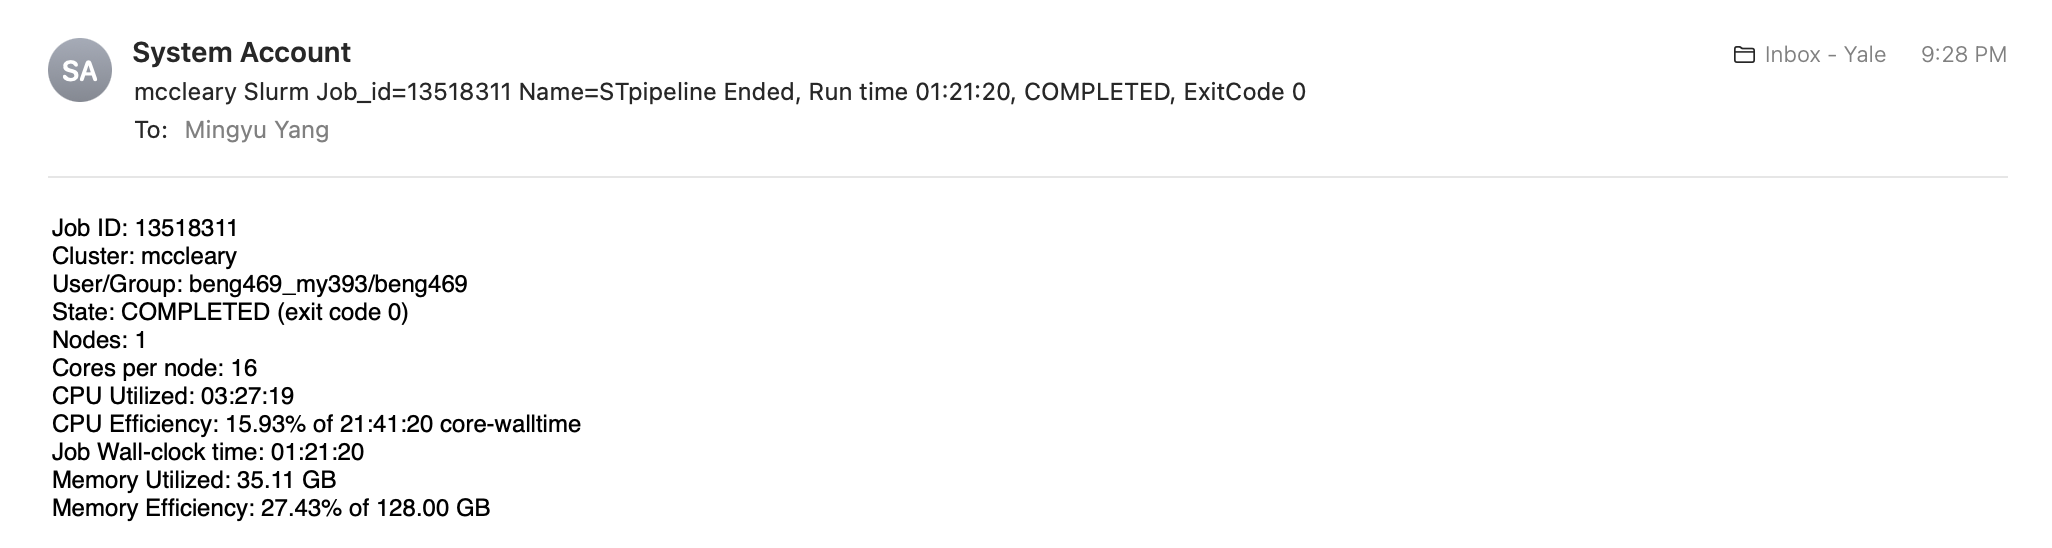 SA
System Account
Inbox - Yale 9:28 PM
mccleary Slurm Job_id=13518311 Name=STpipeline Ended, Run time 01:21:20, COMPLETED, ExitCode 0
To: Mingyu Yang
Job ID: 13518311
Cluster: mccleary
User/Group: beng469_my393/beng469
State: COMPLETED (exit code 0)
Nodes: 1
Cores per node: 16
CPU Utilized: 03:27:19
CPU Efficiency: 15.93% of 21:41:20 core-walltime
Job Wall-clock time: 01:21:20
Memory Utilized: 35.11 GB
Memory Efficiency: 27.43% of 128.00 GB